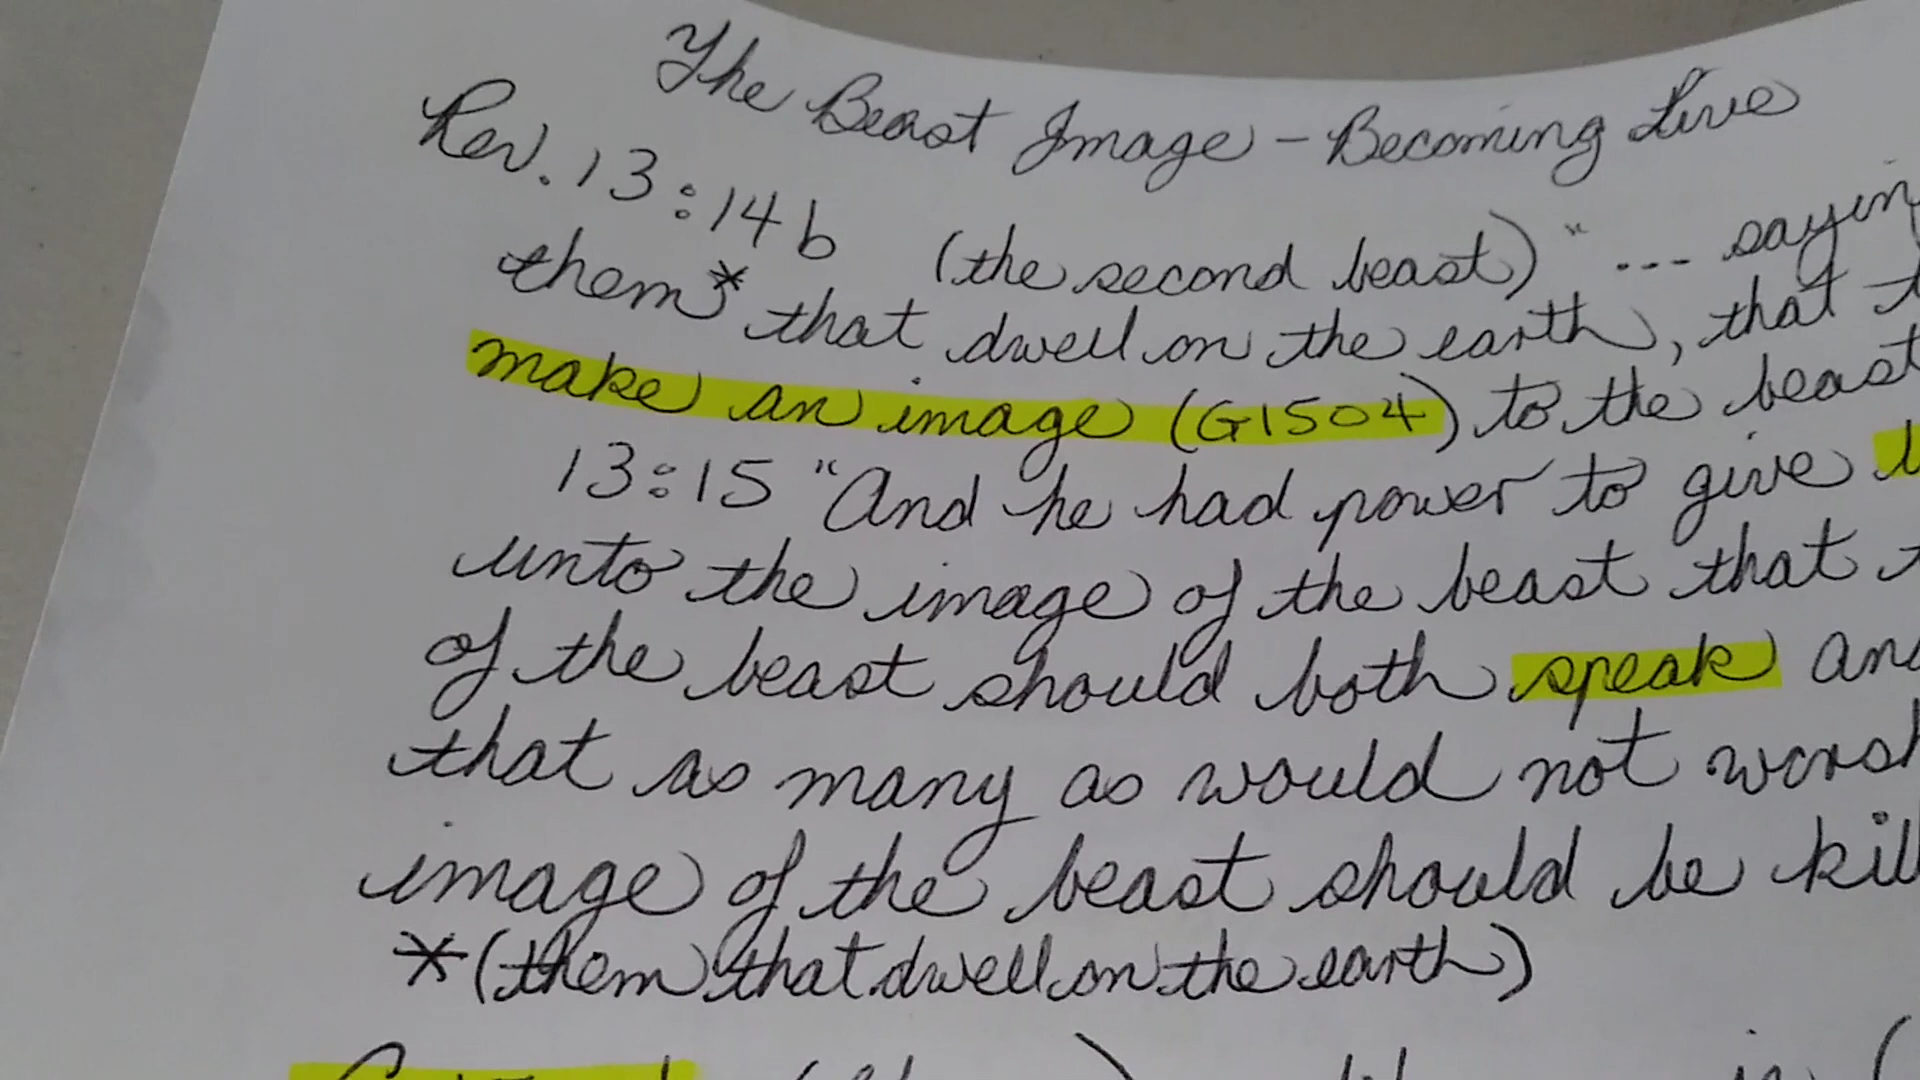 The Beast Image - Becoming Live
Rev. 13:14b (the second beast) "... sayin
them* that dwell on the earth, that
make an image (G1504) to the beast
13:15 "And he had power to give
unto the image of the beast that
of the beast should both speak and
that as many as would not worsh
image of the beast should be kill
*(them that dwell on the earth)